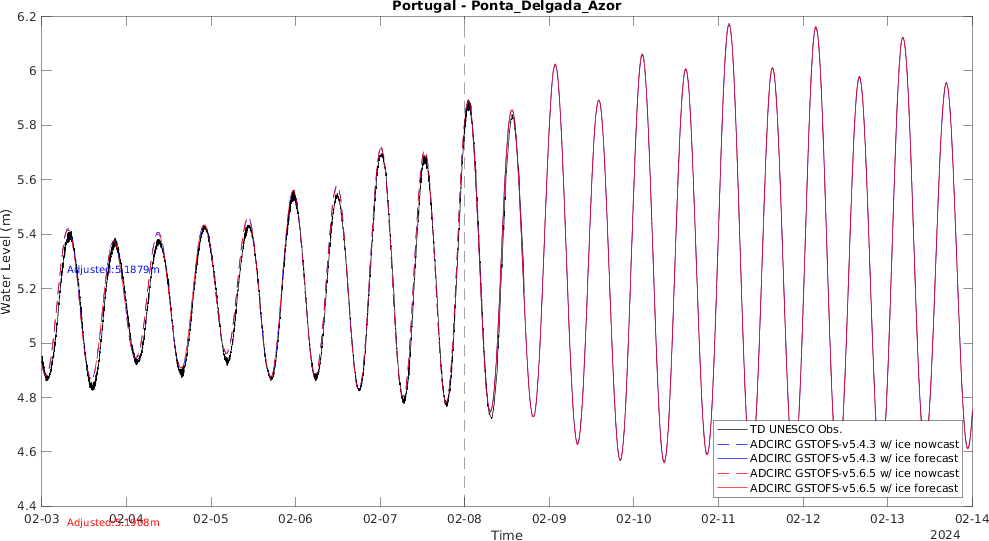 Portugal - Ponta_Delgada_Azor
6.2
6
5.8
5.6
5.4
5.2
5
4.8
4.6
4.4
Water Level (m)
Adjusted:5.1879m
Adjusted:5.1908m
TD UNESCO Obs.
ADCIRC GSTOFS-v5.4.3 w/ ice nowcast
ADCIRC GSTOFS-v5.4.3 w/ ice forecast
ADCIRC GSTOFS-v5.6.5 w/ ice nowcast
ADCIRC GSTOFS-v5.6.5 w/ ice forecast
02-03 02-04 02-05 02-06 02-07 02-08 02-09 02-10 02-11 02-12 02-13 02-14
Time
2024